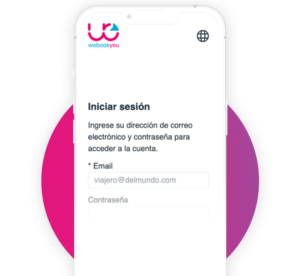 webookyou
Iniciar sesión
Ingrese su dirección de correo
electrónico y contraseña para
acceder a la cuenta.
* Email
viajero@delmundo.com
Contraseña